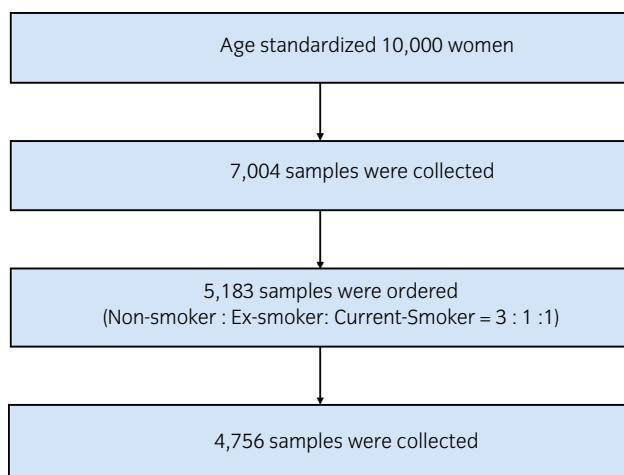 Age standardized 10,000 women
7,004 samples were collected
5,183 samples were ordered
(Non-smoker : Ex-smoker: Current-Smoker = 3 : 1 :1)
4,756 samples were collected